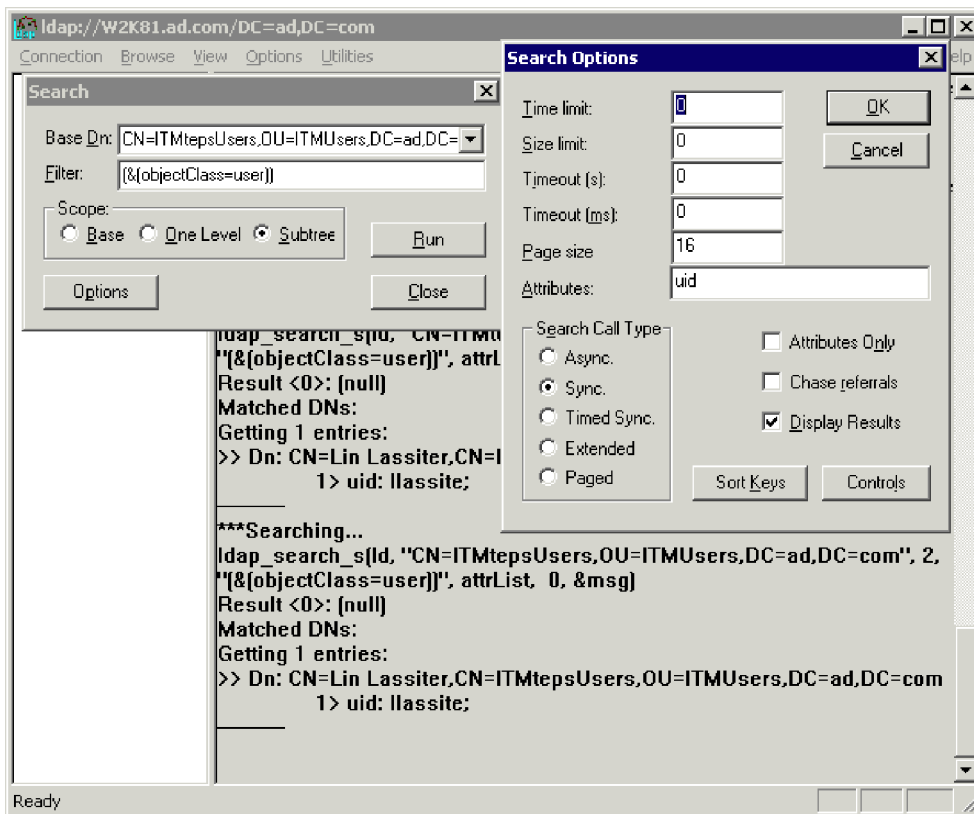 ldap://W2K81.ad.com/DC=ad,DC=com
Connection Browse View Options Utilities
elp
Search
Base Dn: CN=ITMtepsUsers,OU=ITMUsers,DC=ad,DC=
Filter: (&(objectClass=user))
Scope:
Base One Level Subtree
Run
Options
Close
Search Options
Time limit: 0
OK
Size limit: 0
Cancel
Timeout (s): 0
Timeout (ms): 0
Page size 16
Attributes: uid
Search Call Type
Async.
Sync.
Timed Sync.
Extended
Paged
Attributes Only
Chase referrals
Display Results
Sort Keys
Controls
ldap_search_s(ld, "CN=ITMt
"(&(objectClass=user))", attrL
Result <0>: (null)
Matched DNs:
Getting 1 entries:
>> Dn: CN=Lin Lassiter,CN=I
1> uid: llassite;
***Searching...
ldap_search_s(ld, "CN=ITMtepsUsers,OU=ITMUsers,DC=ad,DC=com", 2,
"(&(objectClass=user))", attrList, 0, &msg)
Result <0>: (null)
Matched DNs:
Getting 1 entries:
>> Dn: CN=Lin Lassiter,CN=ITMtepsUsers,OU=ITMUsers,DC=ad,DC=com
1> uid: llassite;
Ready